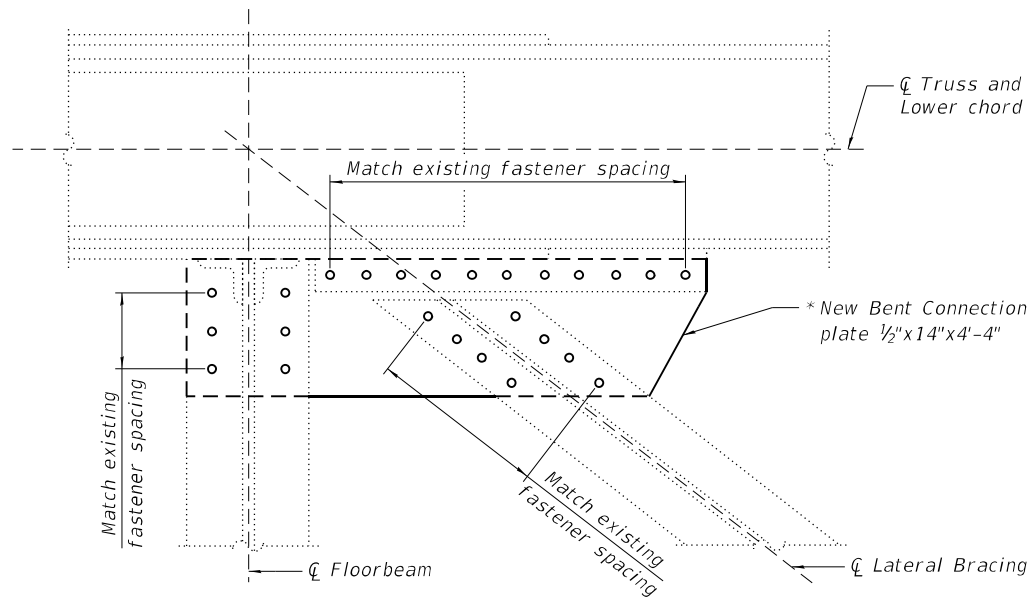 ℄ Truss and
Lower chord
Match existing fastener spacing
* New Bent Connection
plate ½"x14"x4'-4"
Match existing
fastener spacing
Match existing
fastener spacing
℄ Floorbeam
℄ Lateral Bracing